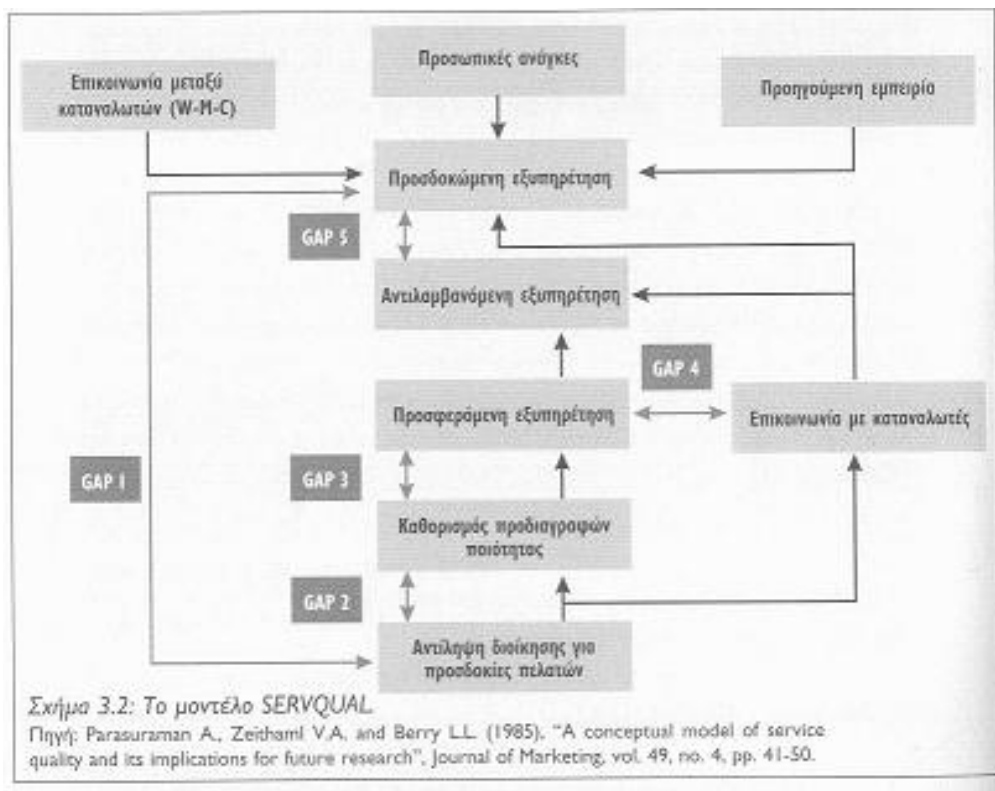 Προσωπικές ανάγκες
Επικοινωνία μεταξύ
καταναλωτών (W-M-C)
Προηγούμενη εμπειρία
Προσδοκώμενη εξυπηρέτηση
GAP 5
Αντιλαμβανόμενη εξυπηρέτηση
GAP 4
Προσφερόμενη εξυπηρέτηση
Επικοινωνία με καταναλωτές
GAP 1
GAP 3
Καθορισμός προδιαγραφών
ποιότητας
GAP 2
Αντίληψη διοίκησης για
προσδοκίες πελατών
Σχήμα 3.2: Το μοντέλο SERVQUAL
Πηγή: Parasuraman A., Zeithaml V.A. and Berry L.L. (1985), "A conceptual model of service
quality and its implications for future research", Journal of Marketing, vol. 49, no. 4, pp. 41-50.